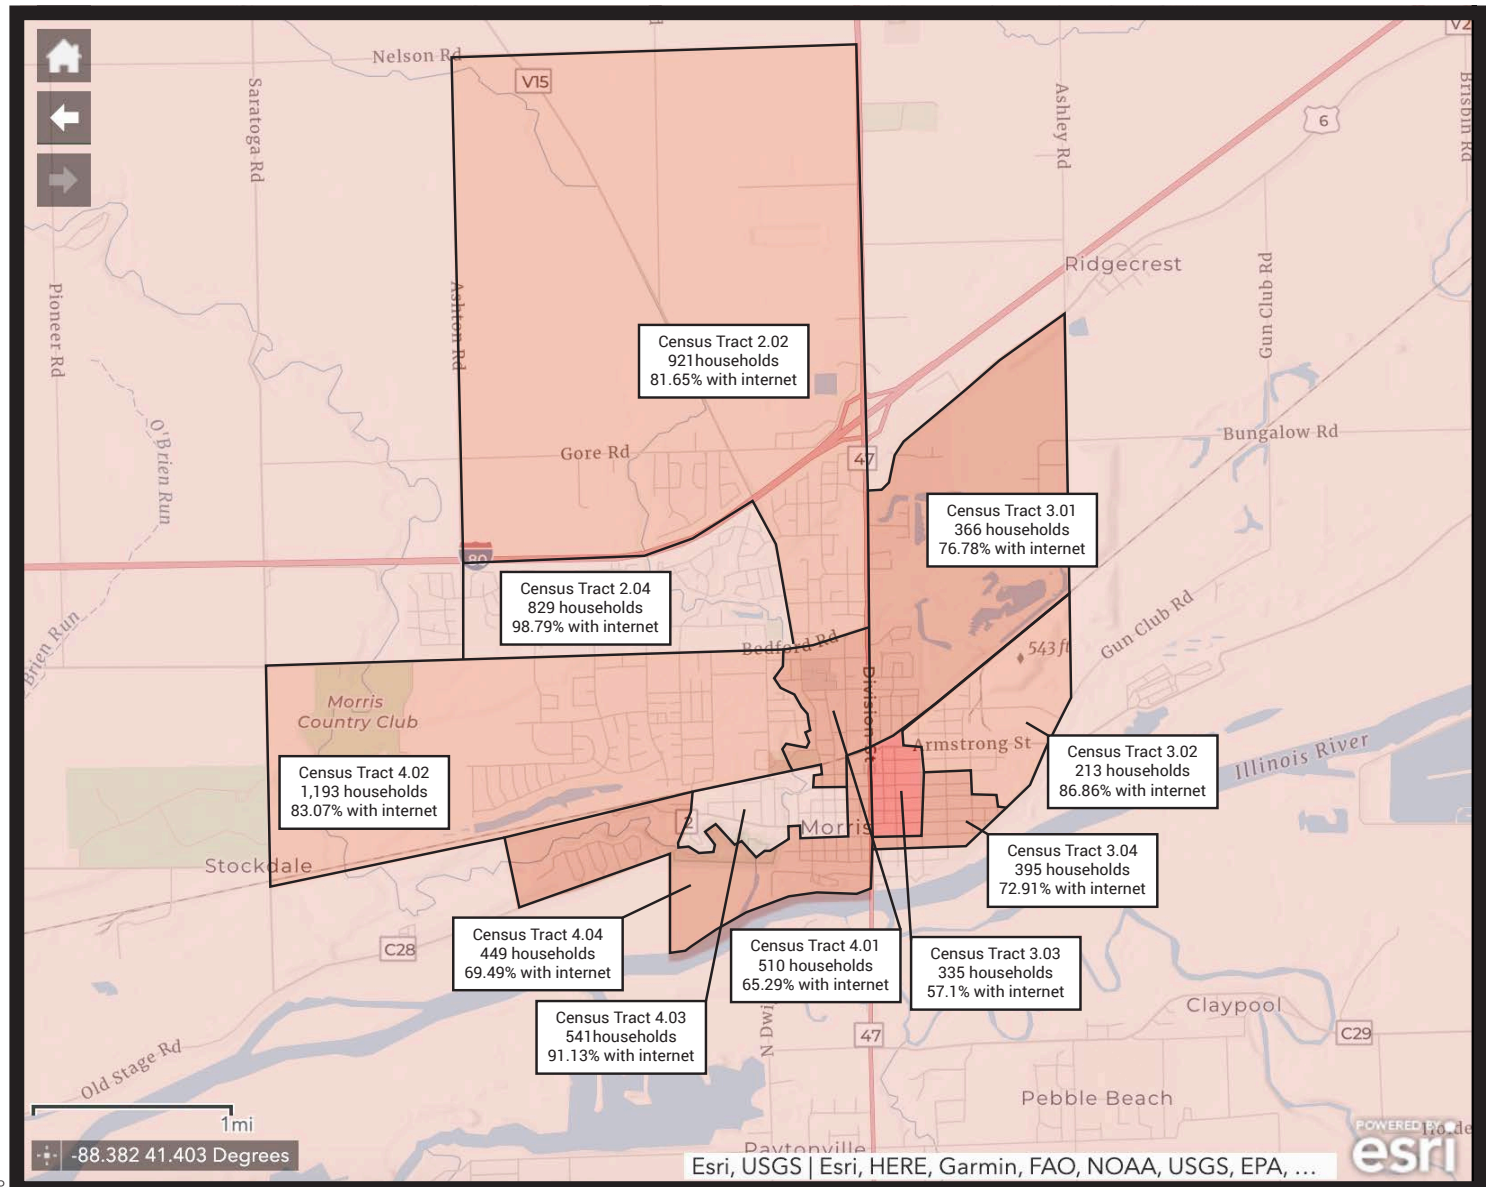 Nelson Rd
V15
Saratoga Rd
Ashley Rd
6
Brisbin Rd
Ridgecrest
Pioneer Rd
Ashton Rd
Gun Club Rd
Census Tract 2.02
921households
81.65% with internet
O'Brien Run
Gore Rd
47
Bungalow Rd
Census Tract 3.01
366 households
76.78% with internet
80
Census Tract 2.04
829 households
98.79% with internet
Brien Run
Bedford Rd
543 ft
Gun Club Rd
Morris
Country Club
Division St
Armstrong St
Census Tract 3.02
213 households
86.86% with internet
Illinois River
Census Tract 4.02
1,193 households
83.07% with internet
2
Morris
Stockdale
Census Tract 3.04
395 households
72.91% with internet
Census Tract 4.04
449 households
69.49% with internet
C28
Census Tract 4.01
510 households
65.29% with internet
Census Tract 3.03
335 households
57.1% with internet
Census Tract 4.03
541households
91.13% with internet
N Dwi
47
Claypool
C29
Old Stage Rd
Pebble Beach
1mi
-88.382 41.403 Degrees
Paytonville
POWERED BY
esri
Esri, USGS | Esri, HERE, Garmin, FAO, NOAA, USGS, EPA, ...